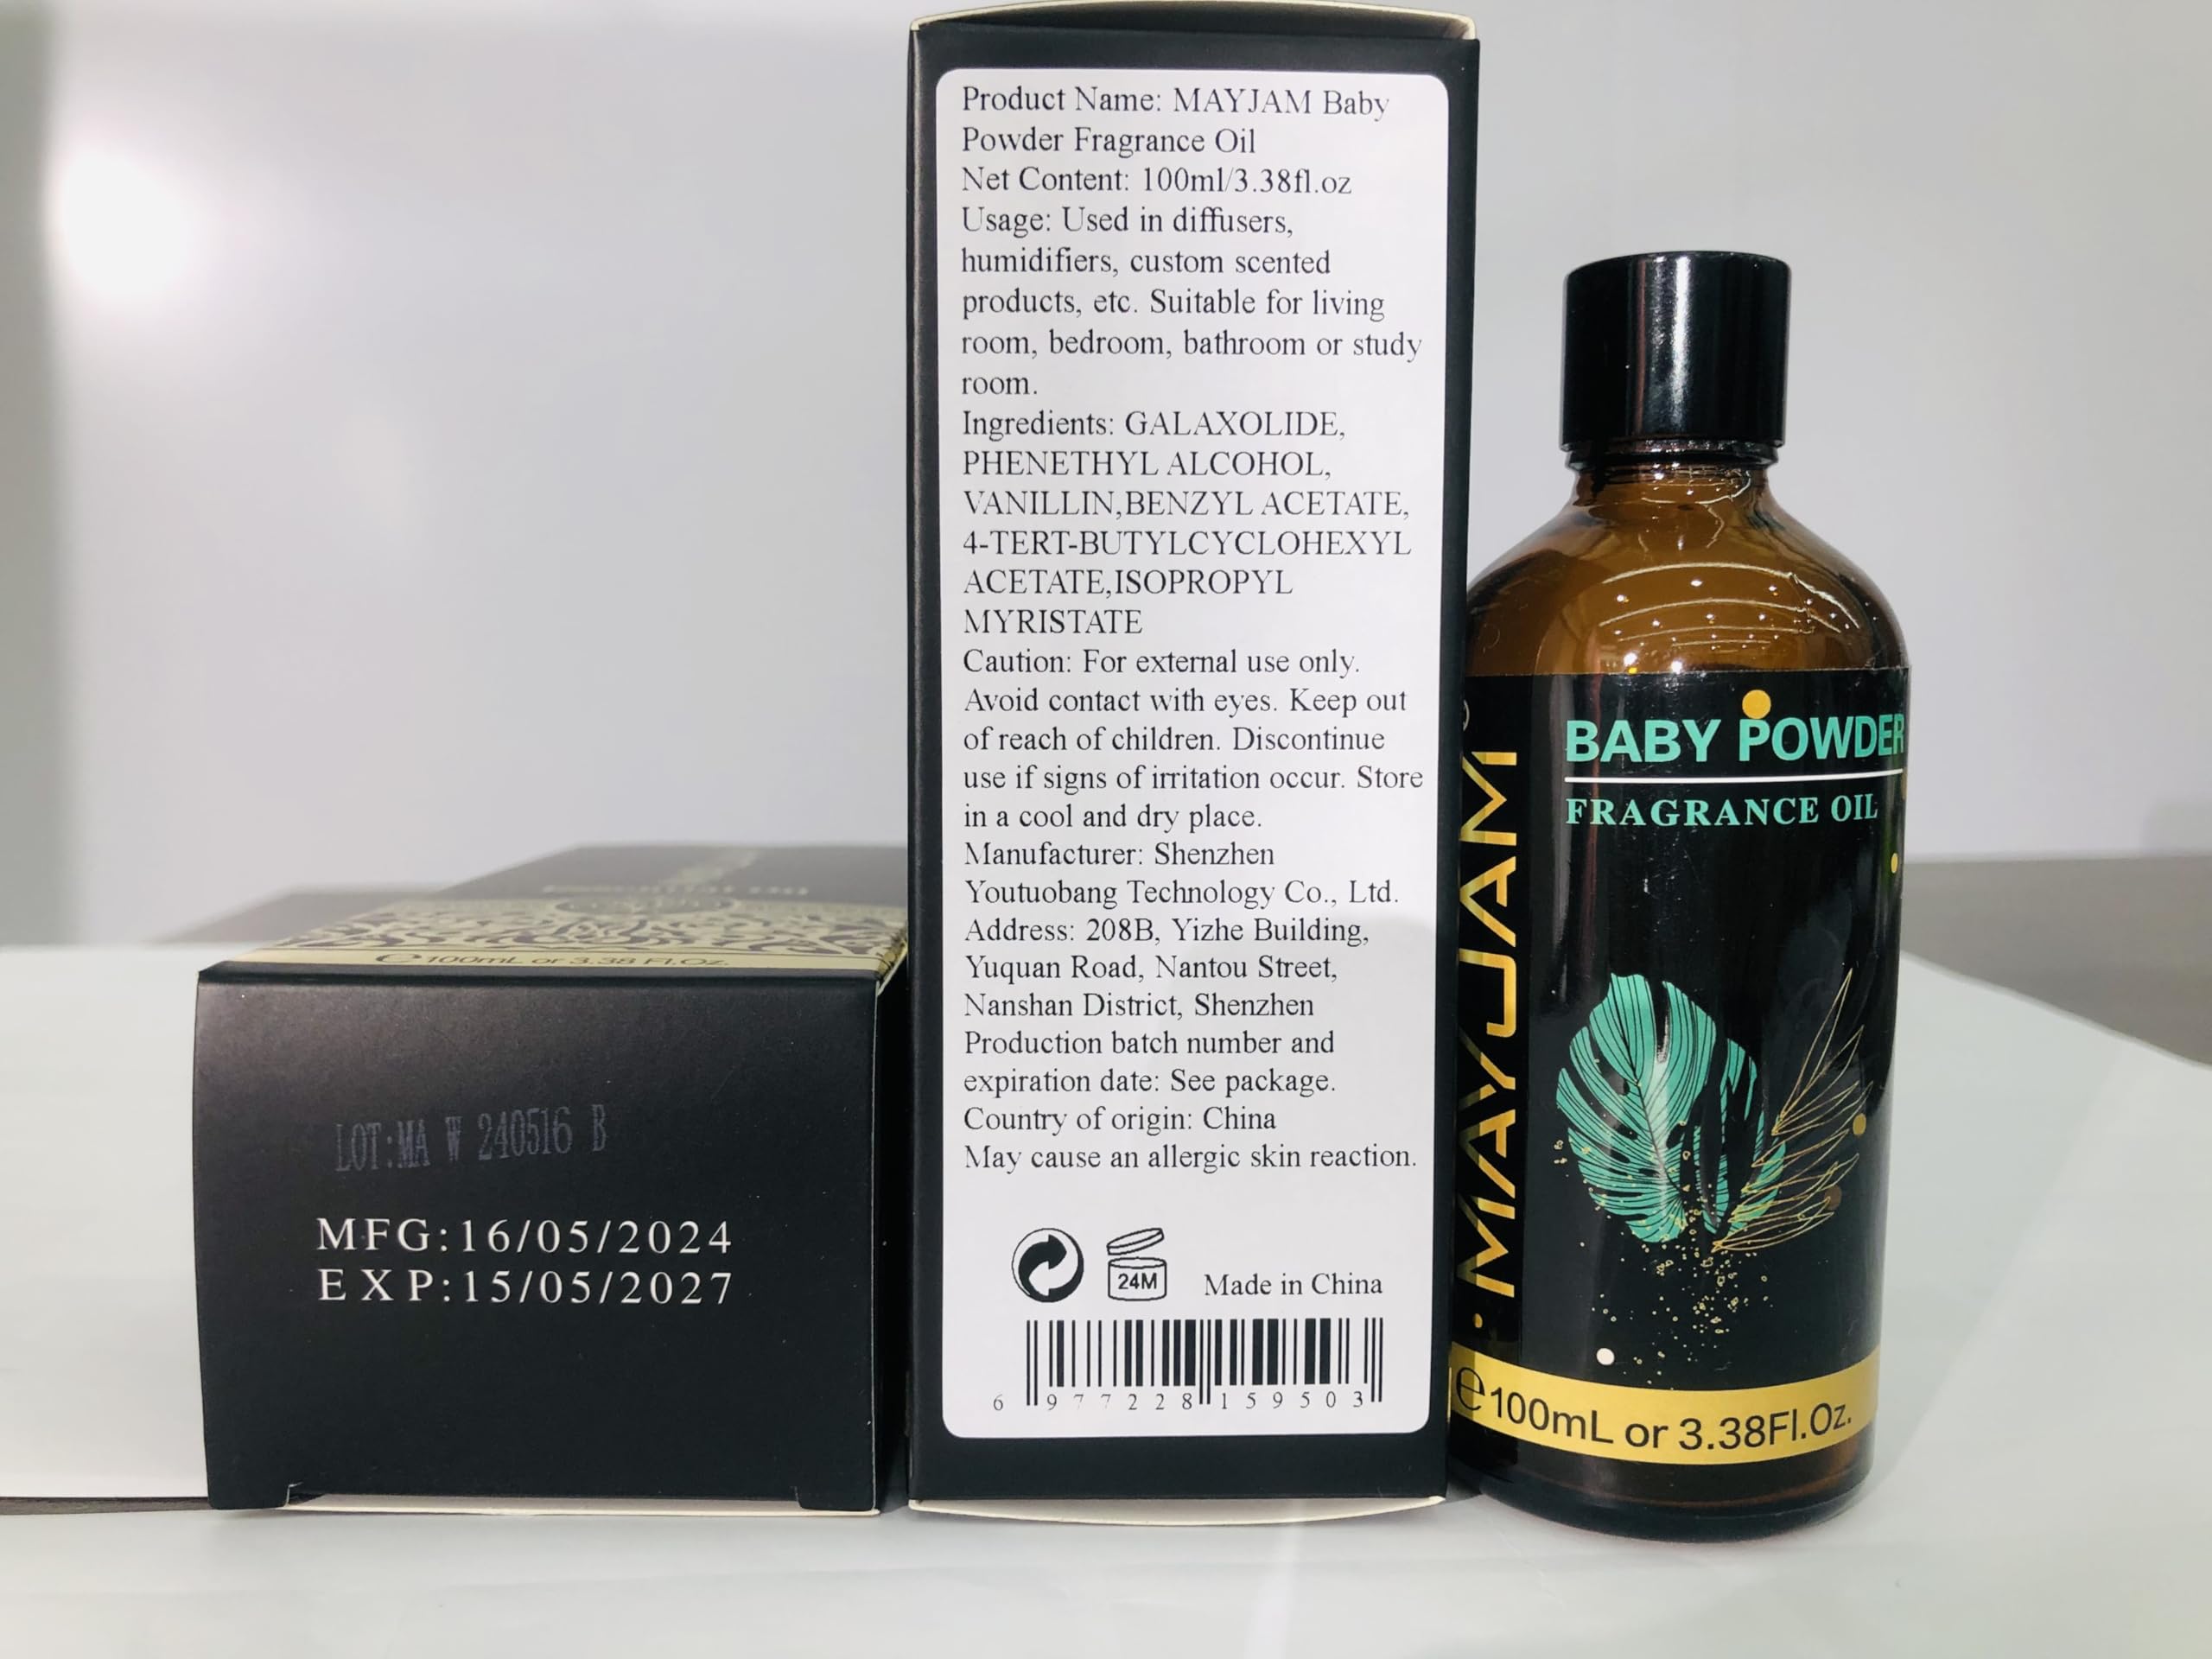 ESSENTIAL OIL
e 100mL or 3.38 Fl.Oz.
LOT:MA W 240516 B
MFG:16/05/2024
EXP:15/05/2027
Product Name: MAYJAM Baby
Powder Fragrance Oil
Net Content: 100ml/3.38fl.oz
Usage: Used in diffusers,
humidifiers, custom scented
products, etc. Suitable for living
room, bedroom, bathroom or study
room.
Ingredients: GALAXOLIDE,
PHENETHYL ALCOHOL,
VANILLIN,BENZYL ACETATE,
4-TERT-BUTYLCYCLOHEXYL
ACETATE,ISOPROPYL
MYRISTATE
Caution: For external use only.
Avoid contact with eyes. Keep out
of reach of children. Discontinue
use if signs of irritation occur. Store
in a cool and dry place.
Manufacturer: Shenzhen
Youtuobang Technology Co., Ltd.
Address: 208B, Yizhe Building,
Yuquan Road, Nantou Street,
Nanshan District, Shenzhen
Production batch number and
expiration date: See package.
Country of origin: China
May cause an allergic skin reaction.
24M
Made in China
6 977228 159503
MAYJAM®
BABY POWDER
FRAGRANCE OIL
e 100mL or 3.38Fl.Oz.